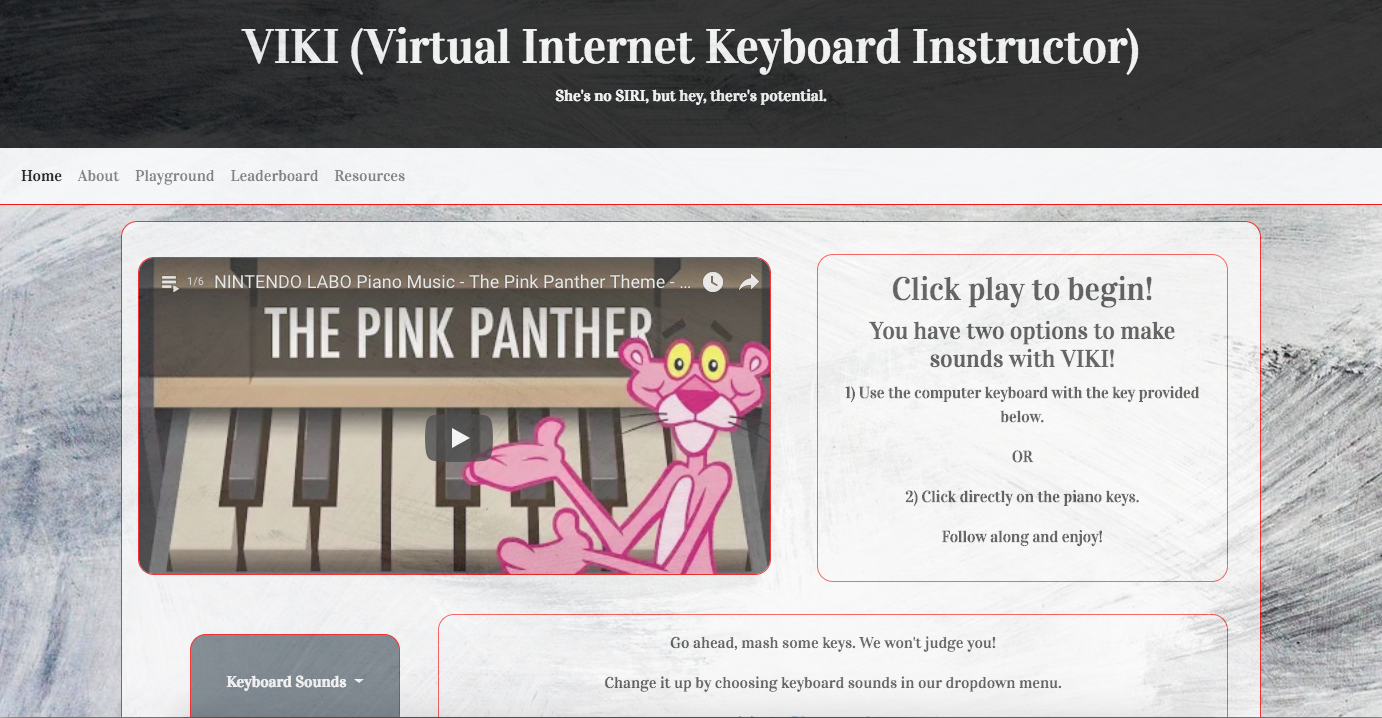 VIKI (Virtual Internet Keyboard Instructor)
She's no SIRI, but hey, there's potential.
Home About Playground Leaderboard Resources
1/6 NINTENDO LABO Piano Music - The Pink Panther Theme - ...
THE PINK PANTHER
Click play to begin!
You have two options to make
sounds with VIKI!
1) Use the computer keyboard with the key provided
below.
OR
2) Click directly on the piano keys.
Follow along and enjoy!
Keyboard Sounds
Go ahead, mash some keys. We won't judge you!
Change it up by choosing keyboard sounds in our dropdown menu.